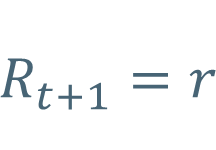 R_{t+1} = r